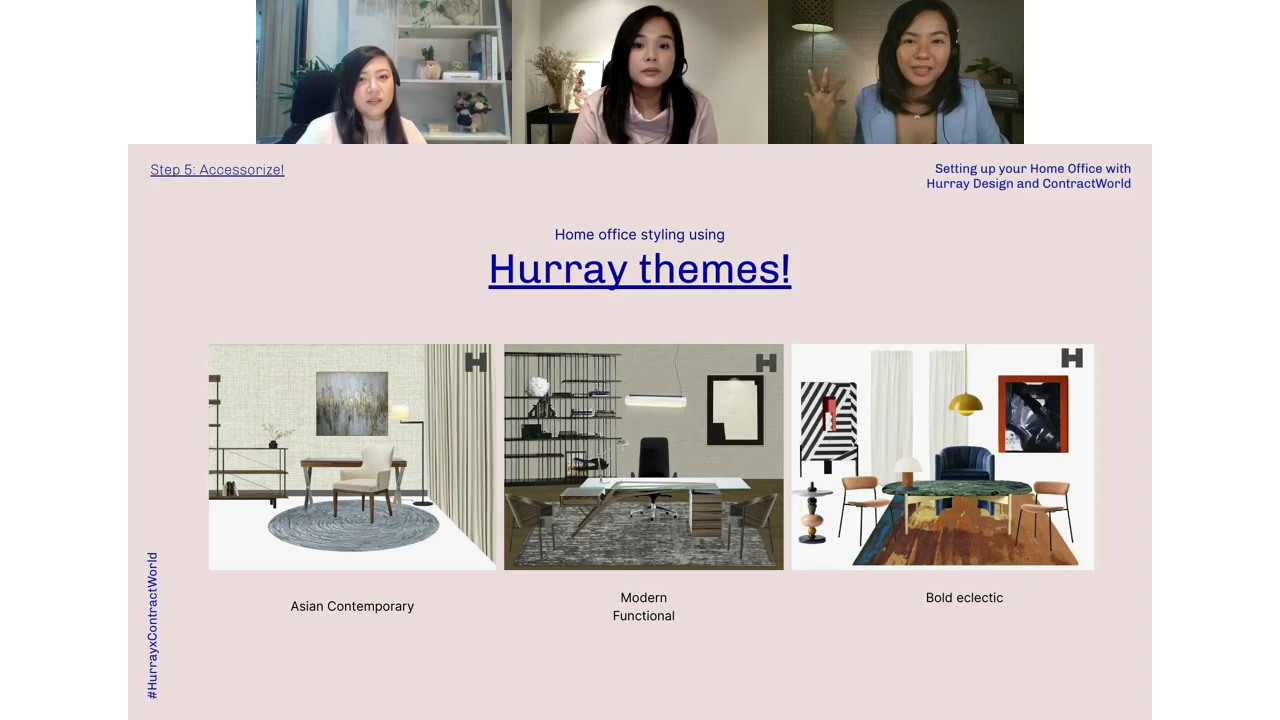 Step 5: Accessorize!
Setting up your Home Office with
Hurray Design and ContractWorld
Home office styling using
Hurray themes!
H
H
H
Asian Contemporary
Modern
Functional
Bold eclectic
#HurrayxContractWorld